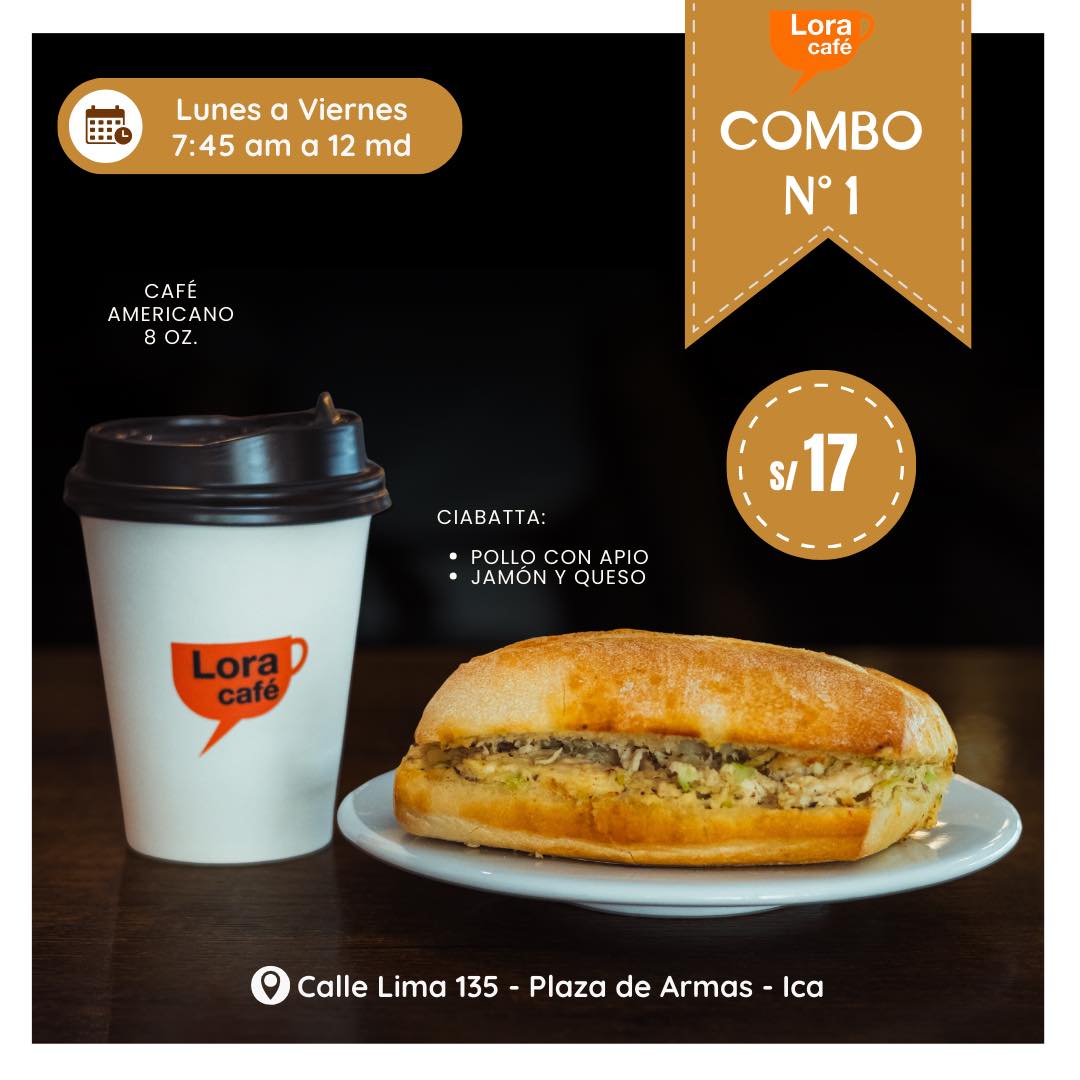 Lora
café
COMBO
N° 1
Lunes a Viernes
7:45 am a 12 md
CAFÉ
AMERICANO
8 OZ.
S/ 17
CIABATTA:
• POLLO CON APIO
• JAMÓN Y QUESO
Lora
café
Calle Lima 135 - Plaza de Armas - Ica